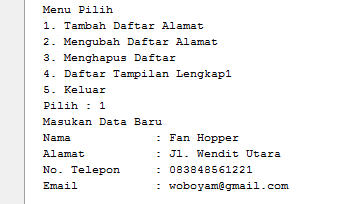 Menu Pilih
1. Tambah Daftar Alamat
2. Mengubah Daftar Alamat
3. Menghapus Daftar
4. Daftar Tampilan Lengkap1
5. Keluar
Pilih : 1
Masukan Data Baru
Nama : Fan Hopper
Alamat : Jl. Wendit Utara
No. Telepon : 083848561221
Email : woboyam@gmail.com